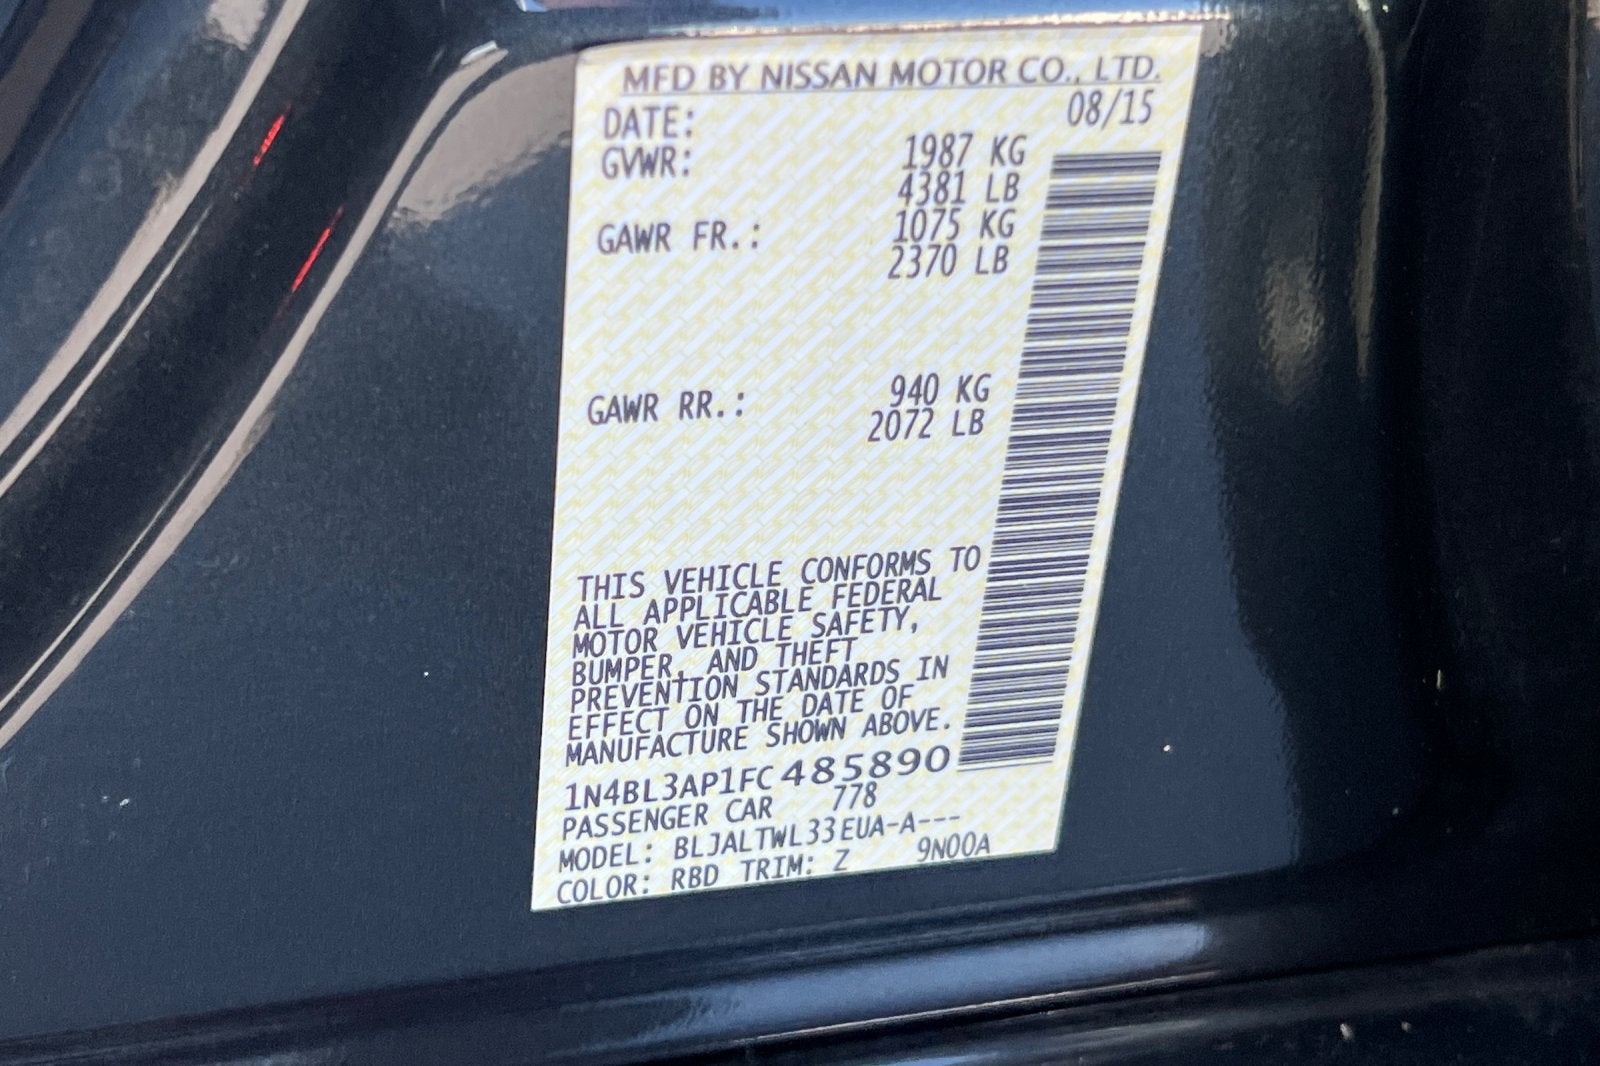 MFD BY NISSAN MOTOR CO., LTD.
DATE: 08/15
GVWR: 1987 KG
4381 LB
GAWR FR.: 1075 KG
2370 LB
GAWR RR.: 940 KG
2072 LB
THIS VEHICLE CONFORMS TO
ALL APPLICABLE FEDERAL
MOTOR VEHICLE SAFETY,
BUMPER, AND THEFT
PREVENTION STANDARDS IN
EFFECT ON THE DATE OF
MANUFACTURE SHOWN ABOVE.
1N4BL3AP1FC485890
PASSENGER CAR 778
MODEL: BLJALTWL33EUA-A---
COLOR: RBD TRIM: Z 9N00A